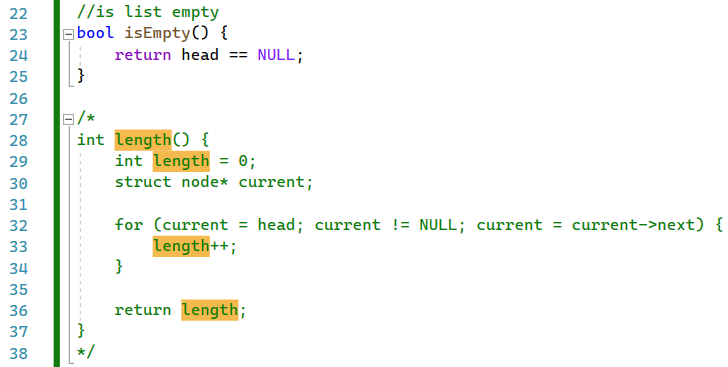 22 //is list empty
23 bool isEmpty() {
24 return head == NULL;
25 }
26
27 /*
28 int length() {
29 int length = 0;
30 struct node* current;
31
32 for (current = head; current != NULL; current = current->next) {
33 length++;
34 }
35
36 return length;
37 }
38 */